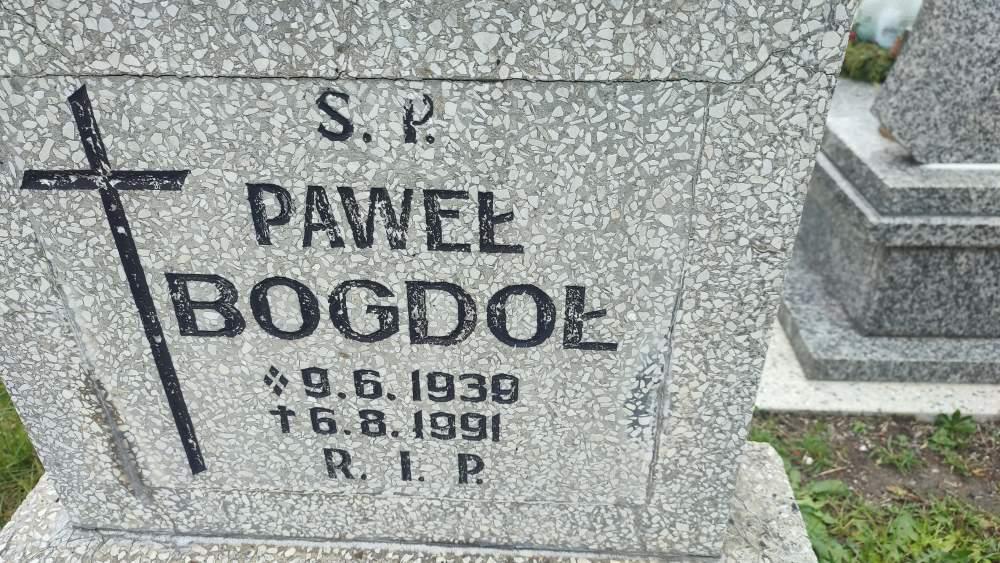 S. P.
PAWEŁ
BOGDOŁ
9.6.1939
†6.8.1991
R. I. P.